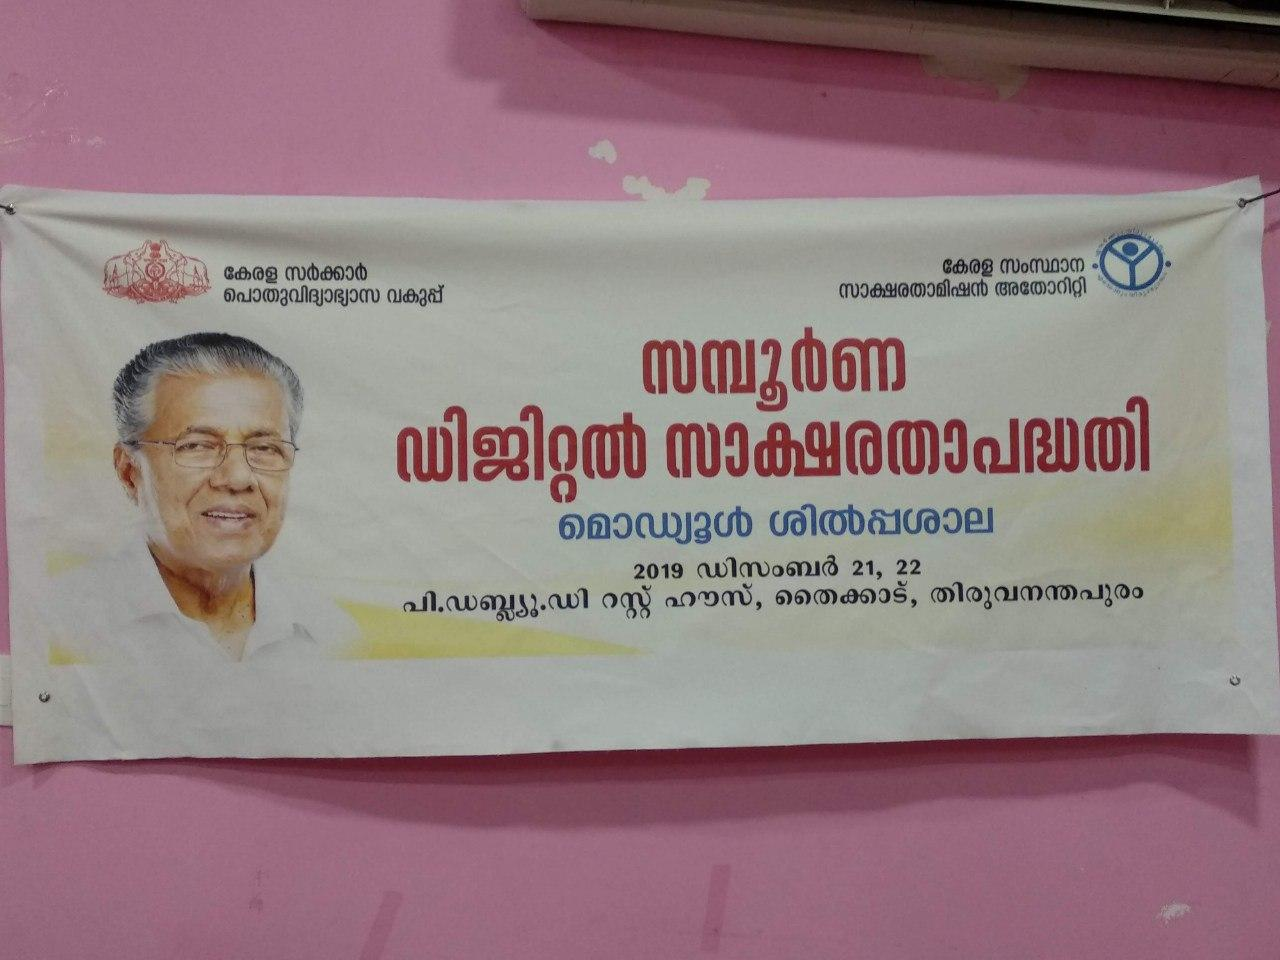 കേരള സർക്കാർ
പൊതുവിദ്യാഭ്യാസ വകുപ്പ്
കേരള സംസ്ഥാന
സാക്ഷരതാമിഷൻ അതോറിറ്റി
സമ്പൂർണ
ഡിജിറ്റൽ സാക്ഷരതാപദ്ധതി
മൊഡ്യൂൾ ശിൽപ്പശാല
2019 ഡിസംബർ 21, 22
പി.ഡബ്ല്യൂ.ഡി റസ്റ്റ് ഹൗസ്, തൈക്കാട്, തിരുവനന്തപുരം